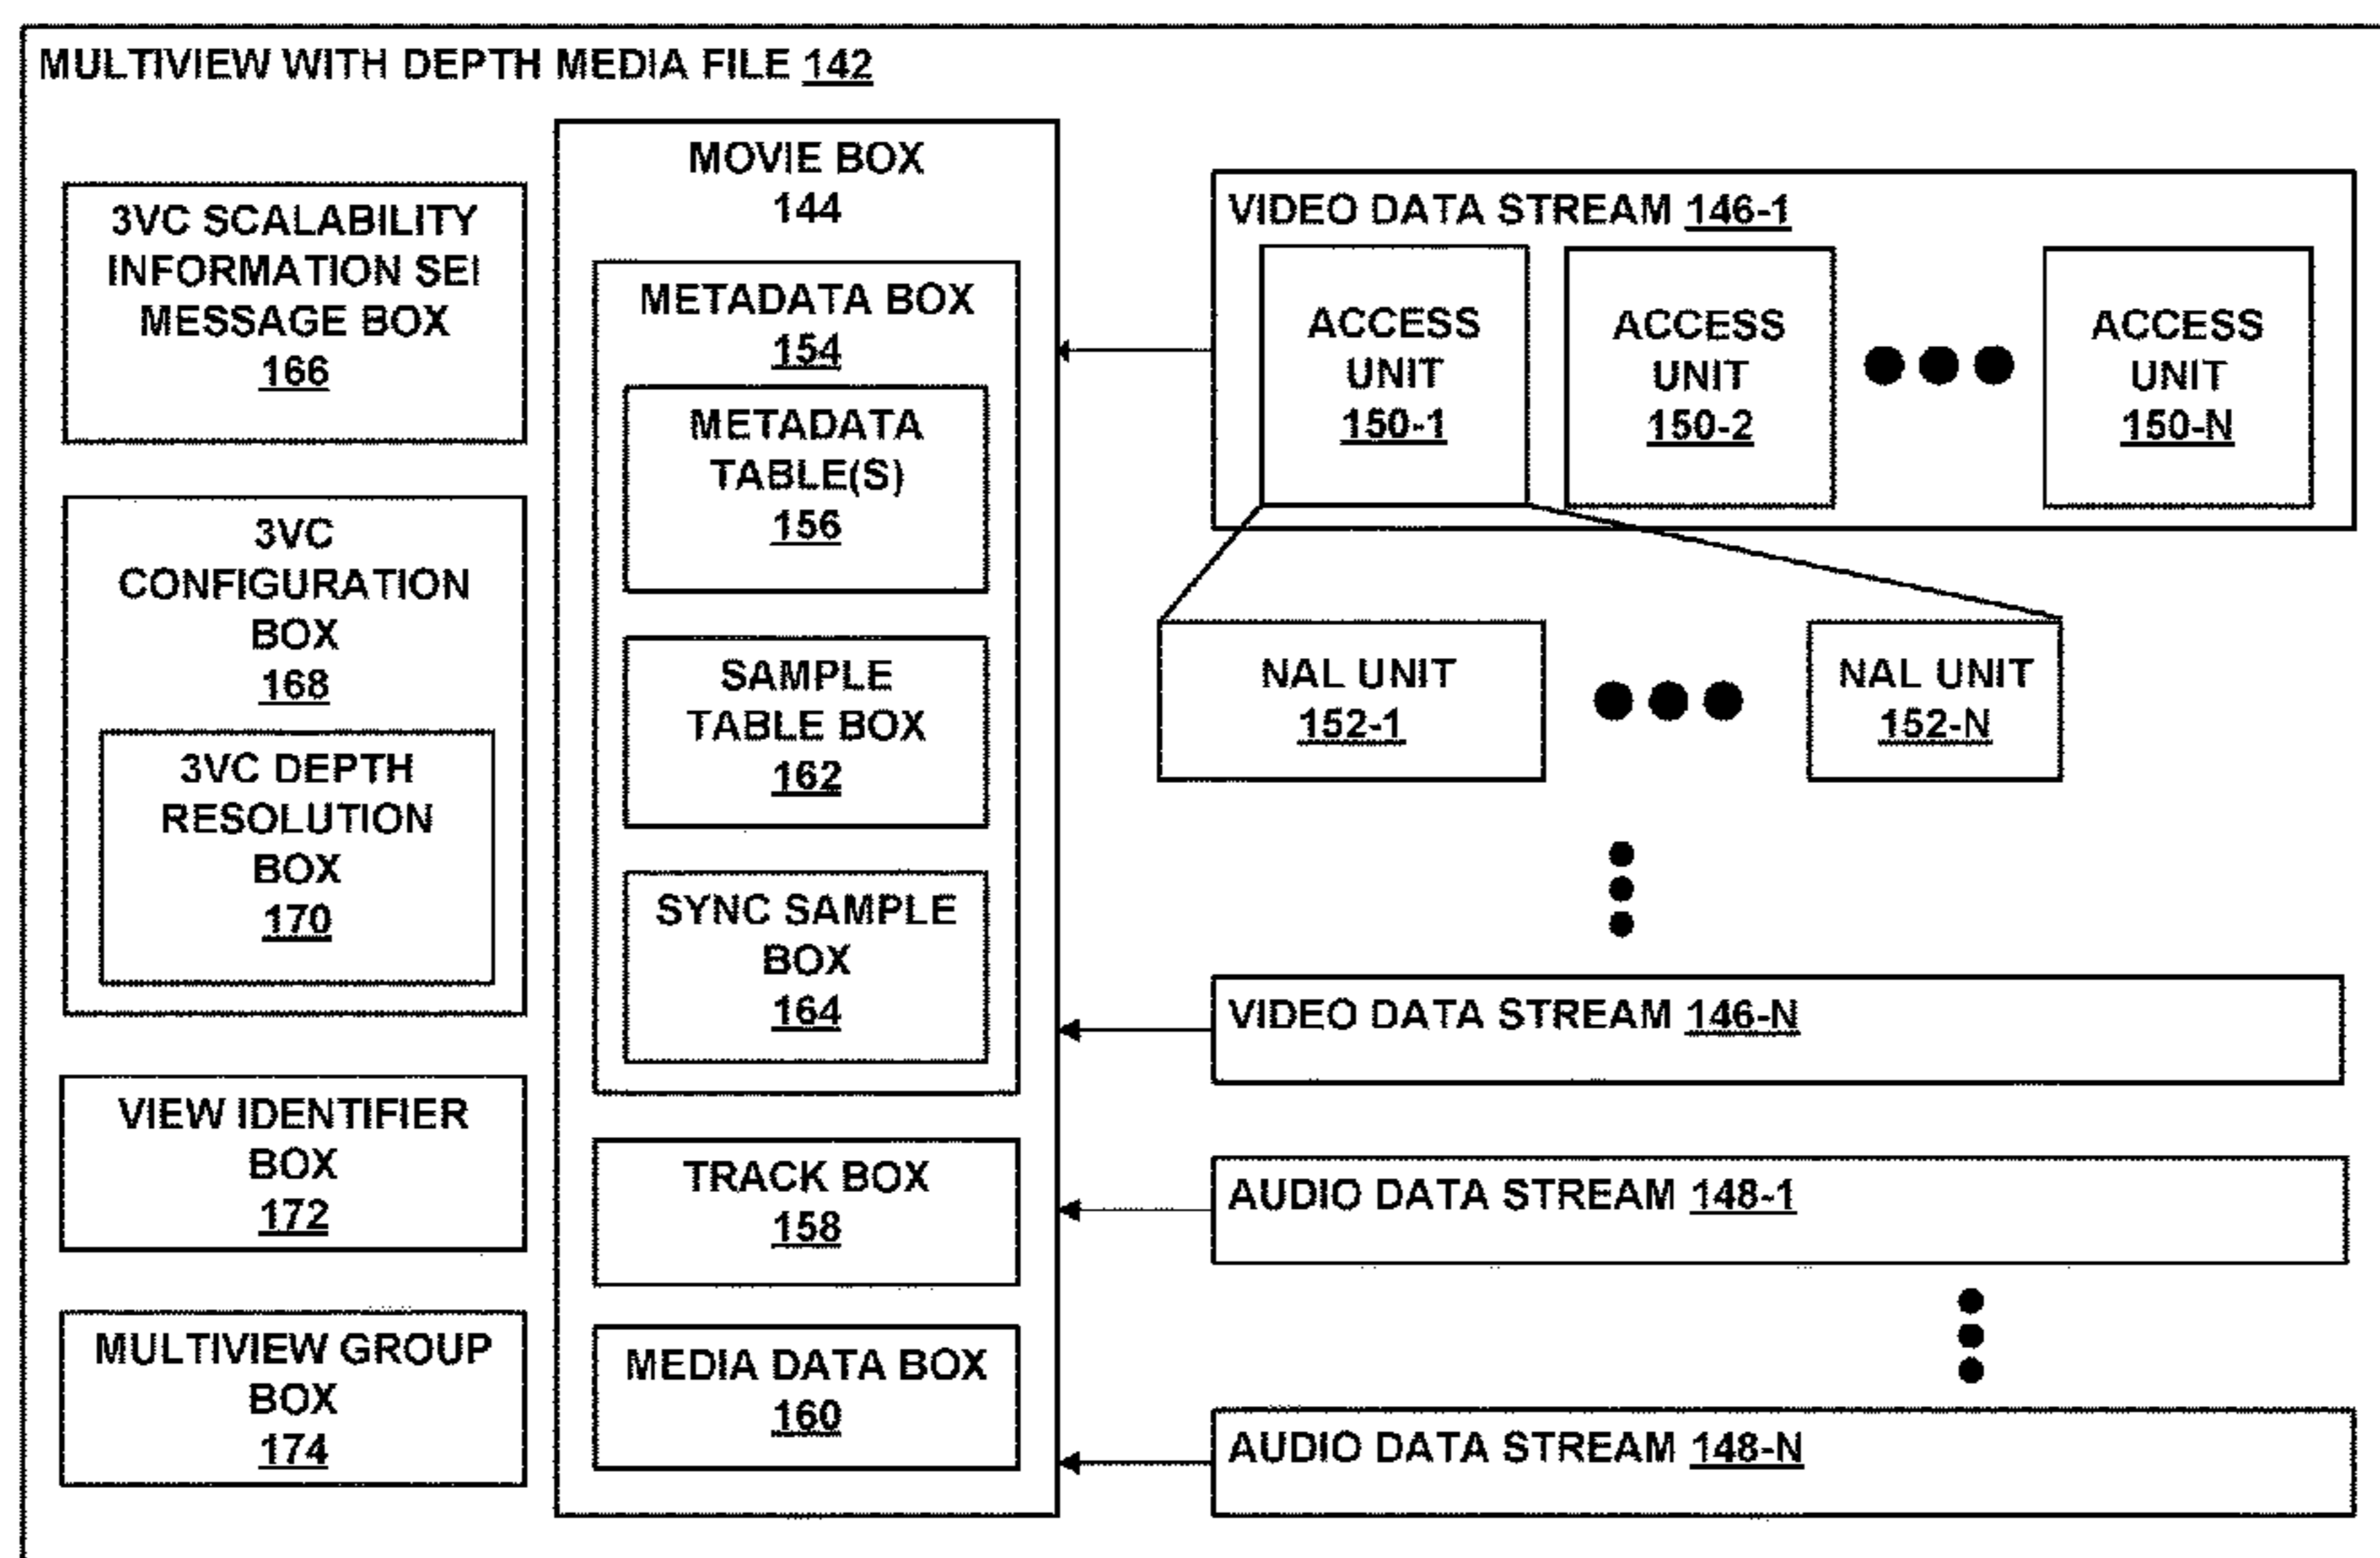 MULTIVIEW WITH DEPTH MEDIA FILE 142
3VC SCALABILITY
INFORMATION SEI
MESSAGE BOX
166
3VC
CONFIGURATION
BOX
168
3VC DEPTH
RESOLUTION
BOX
170
VIEW IDENTIFIER
BOX
172
MULTIVIEW GROUP
BOX
174
MOVIE BOX
144
METADATA BOX
154
METADATA
TABLE(S)
156
SAMPLE
TABLE BOX
162
SYNC SAMPLE
BOX
164
TRACK BOX
158
MEDIA DATA BOX
160
VIDEO DATA STREAM 146-1
ACCESS
UNIT
150-1
ACCESS
UNIT
150-2
ACCESS
UNIT
150-N
NAL UNIT
152-1
NAL UNIT
152-N
VIDEO DATA STREAM 146-N
AUDIO DATA STREAM 148-1
AUDIO DATA STREAM 148-N